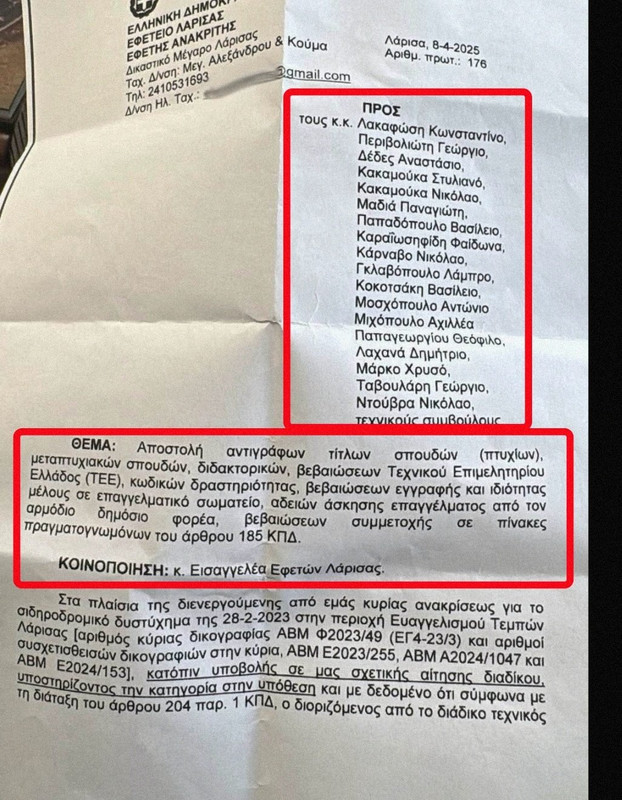 ΕΛΛΗΝΙΚΗ ΔΗΜΟΚΡ
ΕΦΕΤΕΙΟ ΛΑΡΙΣΑΣ
ΕΦΕΤΗΣ ΑΝΑΚΡΙΤΗΣ
Δικαστικό Μέγαρο Λάρισας
Ταχ. Δ/νση: Μεγ. Αλεξάνδρου & Κούμα
Τηλ: 2410531693
Δ/νση Ηλ. Ταχ.: @gmail.com
Λάρισα, 8-4-2025
Αριθμ. πρωτ.: 176
ΠΡΟΣ
τους κ.κ. Λακαφώση Κωνσταντίνο,
Περιβολιώτη Γεώργιο,
Δέδες Αναστάσιο,
Κακαμούκα Στυλιανό,
Κακαμούκα Νικόλαο,
Μαδιά Παναγιώτη,
Παπαδόπουλο Βασίλειο,
Καραϊωσηφίδη Φαίδωνα,
Κάρναβο Νικόλαο,
Γκλαβόπουλο Λάμπρο,
Κοκοτσάκη Βασίλειο,
Μοσχόπουλο Αντώνιο
Μιχόπουλο Αχιλλέα
Παπαγεωργίου Θεόφιλο,
Λαχανά Δημήτριο,
Μάρκο Χρυσό,
Ταβουλάρη Γεώργιο,
Ντούβρα Νικόλαο,
τεχνικούς συμβούλους
ΘΕΜΑ: Αποστολή αντιγράφων τίτλων σπουδών (πτυχίων),
μεταπτυχιακών σπουδών, διδακτορικών, βεβαιώσεων Τεχνικού Επιμελητηρίου
Ελλάδος (ΤΕΕ), κωδικών δραστηριότητας, βεβαιώσεων εγγραφής και ιδιότητας
μέλους σε επαγγελματικό σωματείο, αδειών άσκησης επαγγέλματος από τον
αρμόδιο δημόσιο φορέα, βεβαιώσεων συμμετοχής σε πίνακες
πραγματογνωμόνων του άρθρου 185 ΚΠΔ.
ΚΟΙΝΟΠΟΙΗΣΗ: κ. Εισαγγελέα Εφετών Λάρισας.
Στα πλαίσια της διενεργούμενης από εμάς κυρίας ανακρίσεως για το
σιδηροδρομικό δυστύχημα της 28-2-2023 στην περιοχή Ευαγγελισμού Τεμπών
Λάρισας [αριθμός κύριας δικογραφίας ΑΒΜ Φ2023/49 (ΕΓ4-23/3) και αριθμοί
συσχετισθεισών δικογραφιών στην κύρια, ΑΒΜ Ε2023/255, ΑΒΜ Α2024/1047 και
ΑΒΜ Ε2024/153], κατόπιν υποβολής σε μας σχετικής αίτησης διαδίκου,
υποστηρίζοντος την κατηγορία στην υπόθεση και με δεδομένο ότι σύμφωνα με
τη διάταξη του άρθρου 204 παρ. 1 ΚΠΔ, ο διοριζόμενος από το διάδικο τεχνικός